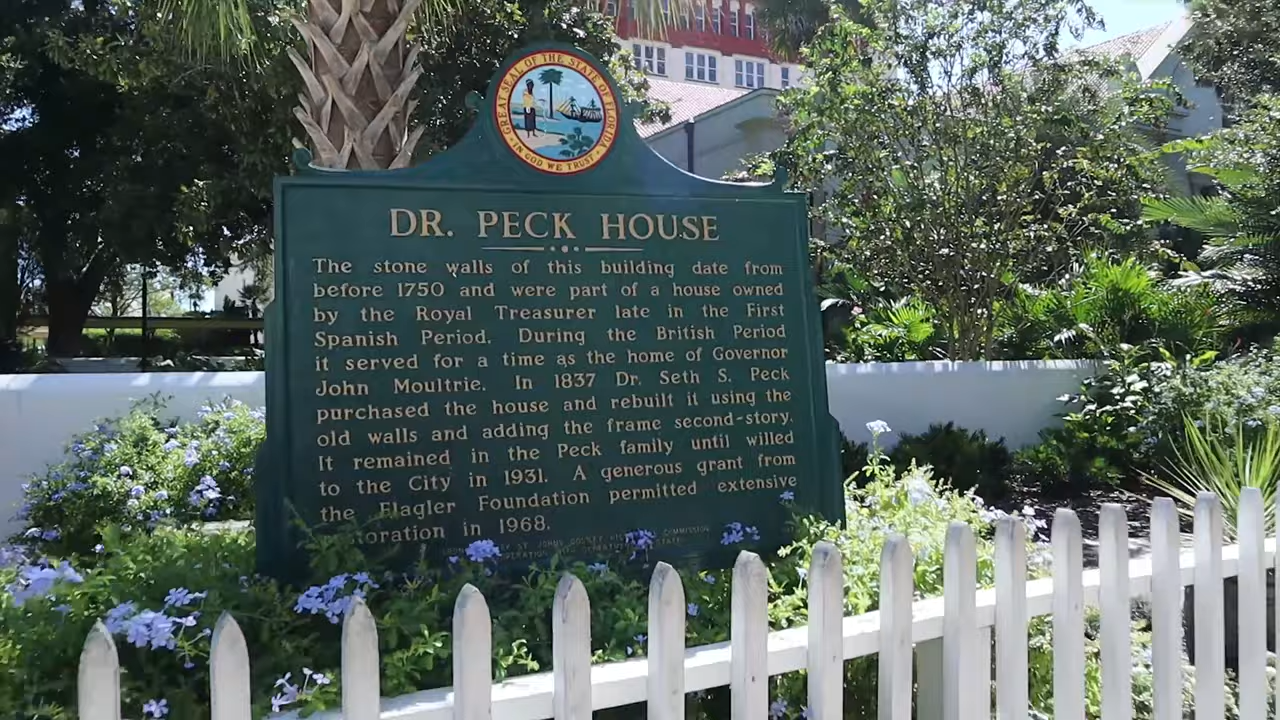 GREAT SEAL OF THE STATE OF FLORIDA
IN GOD WE TRUST
DR. PECK HOUSE
The stone walls of this building date from
before 1750 and were part of a house owned
by the Royal Treasurer late in the First
Spanish Period. During the British Period
it served for a time as the home of Governor
John Moultrie. In 1837 Dr. Seth S. Peck
purchased the house and rebuilt it using the
old walls and adding the frame second-story.
It remained in the Peck family until willed
to the City in 1931. A generous grant from
the Flagler Foundation permitted extensive
oration in 1968.
ST. JOHNS COUNTY COMMISSION